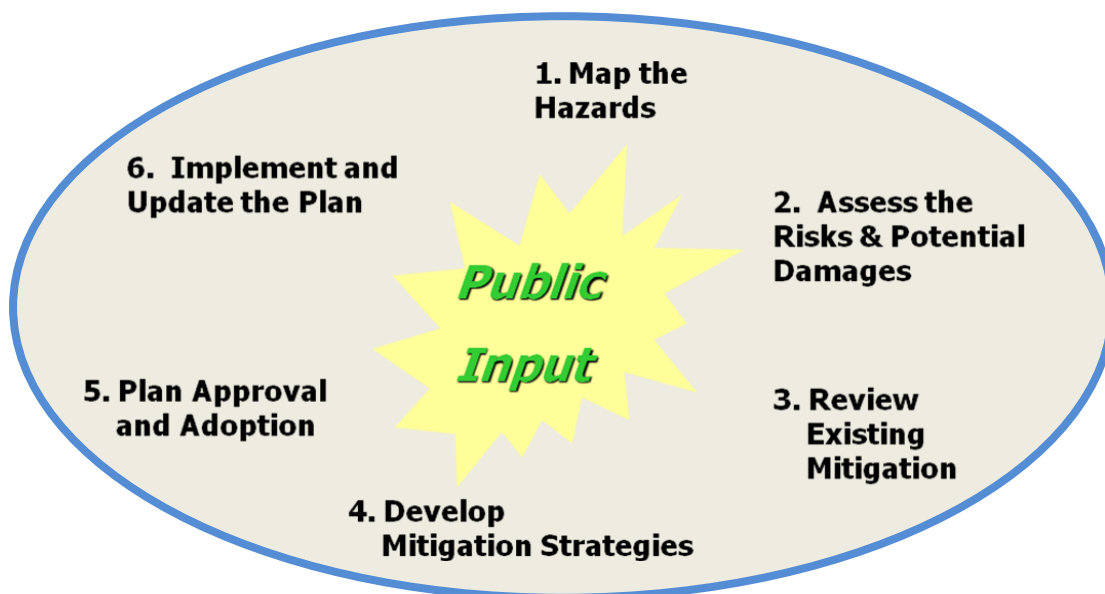 1. Map the
Hazards
2. Assess the
Risks & Potential
Damages
3. Review
Existing
Mitigation
4. Develop
Mitigation Strategies
5. Plan Approval
and Adoption
6. Implement and
Update the Plan
Public
Input